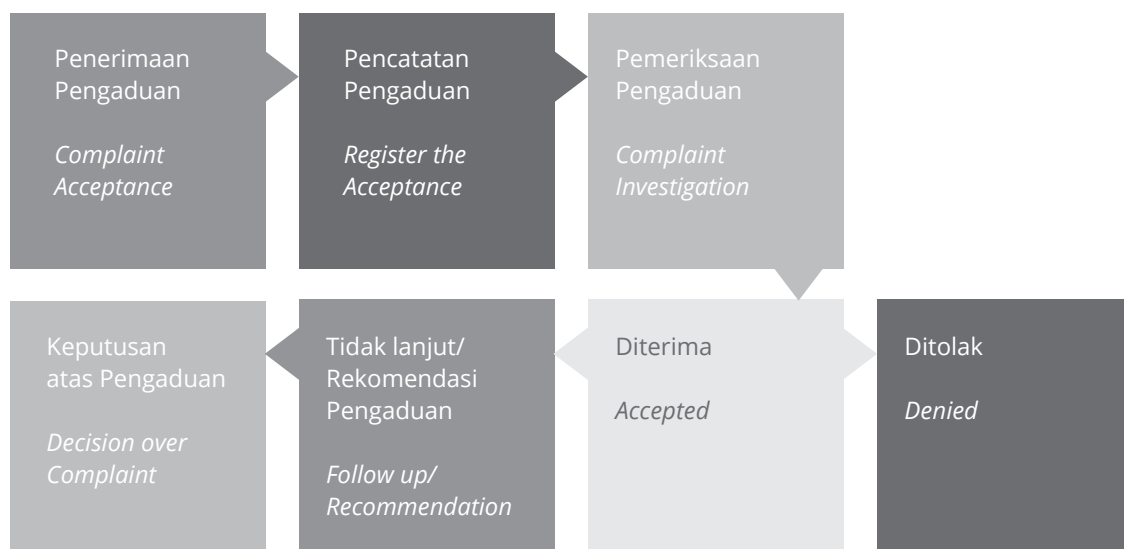 Penerimaan
Pengaduan
Complaint
Acceptance
Pencatatan
Pengaduan
Register the
Acceptance
Pemeriksaan
Pengaduan
Complaint
Investigation
Keputusan
atas Pengaduan
Decision over
Complaint
Tidak lanjut/
Rekomendasi
Pengaduan
Follow up/
Recommendation
Diterima
Accepted
Ditolak
Denied